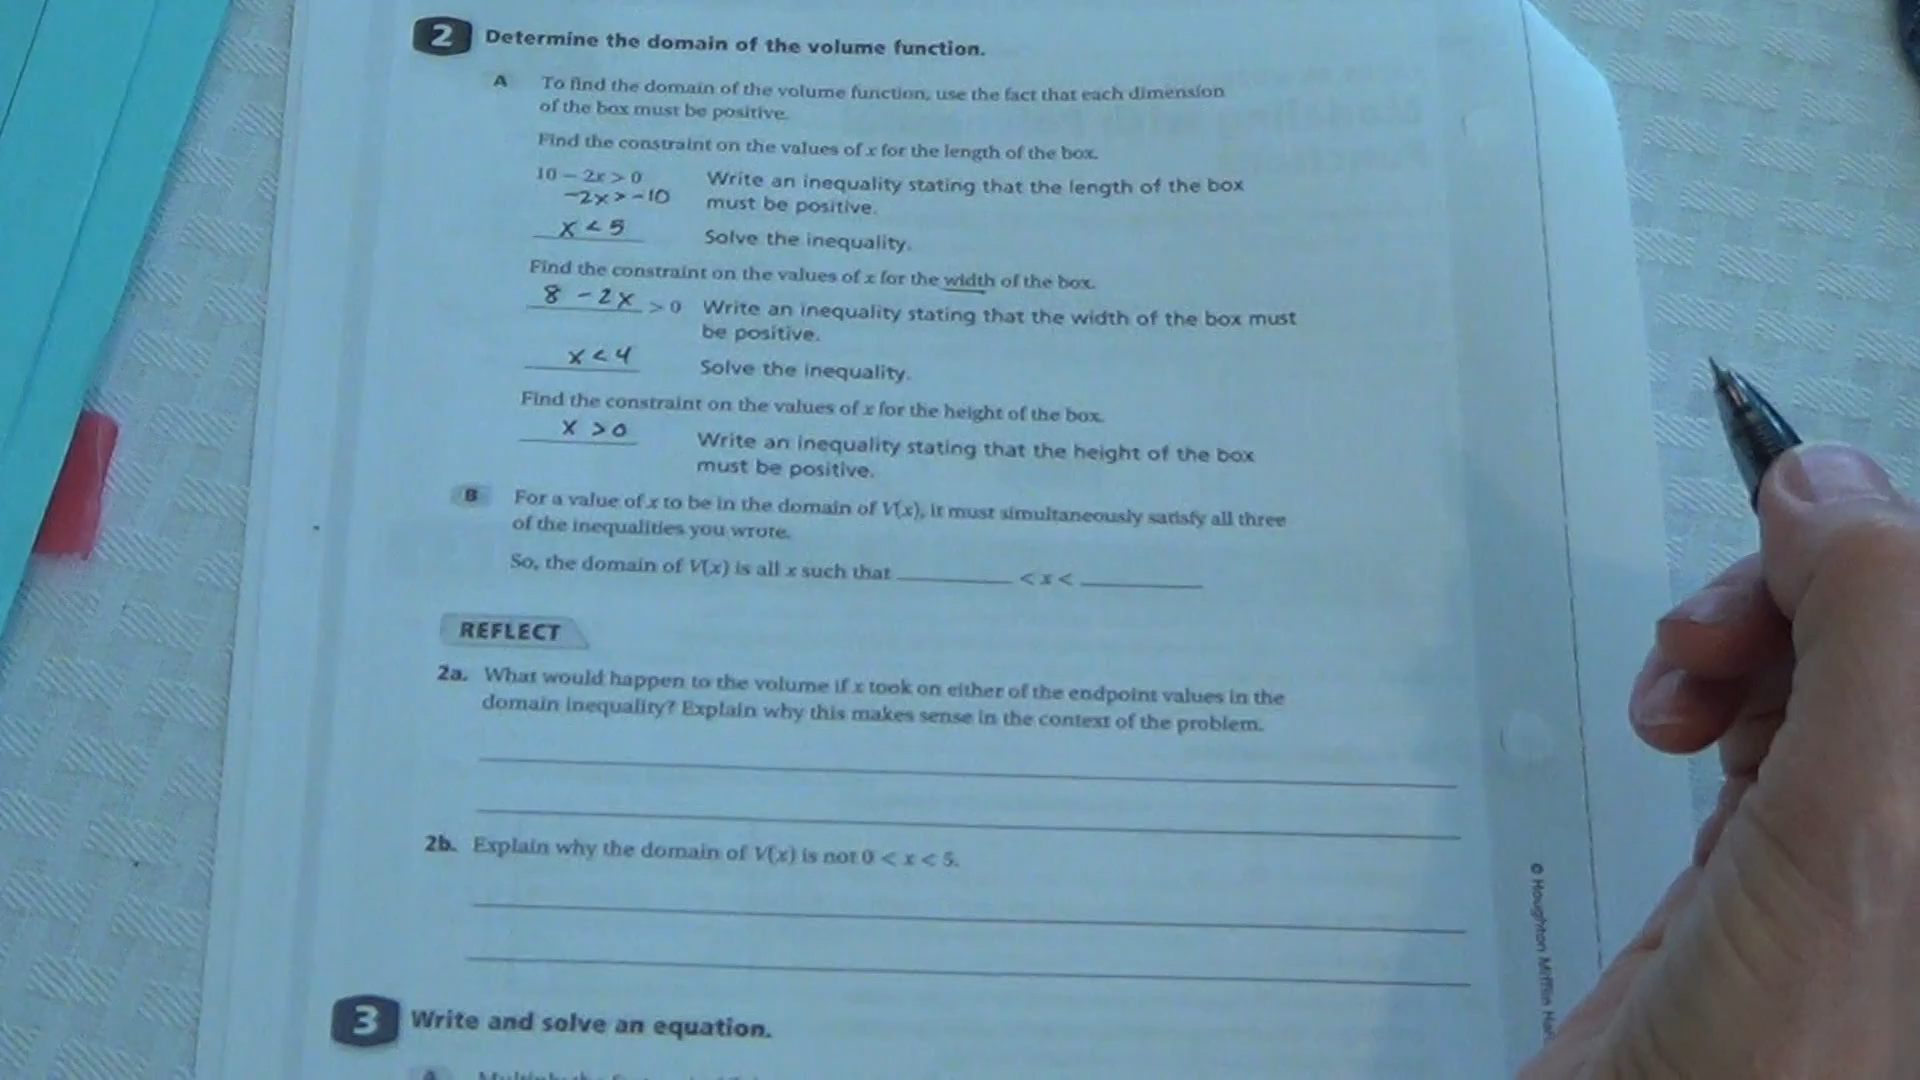 2 Determine the domain of the volume function.
A To find the domain of the volume function, use the fact that each dimension
of the box must be positive.
Find the constraint on the values of x for the length of the box.
10 – 2x > 0 Write an inequality stating that the length of the box
-2x > -10 must be positive.
x < 5 Solve the inequality.
Find the constraint on the values of x for the width of the box.
8 - 2x > 0 Write an inequality stating that the width of the box must
be positive.
x < 4 Solve the inequality.
Find the constraint on the values of x for the height of the box.
x > 0 Write an inequality stating that the height of the box
must be positive.
B For a value of x to be in the domain of V(x), it must simultaneously satisfy all three
of the inequalities you wrote.
So, the domain of V(x) is all x such that ________ < x < ________
REFLECT
2a. What would happen to the volume if x took on either of the endpoint values in the
domain inequality? Explain why this makes sense in the context of the problem.
2b. Explain why the domain of V(x) is not 0 < x < 5.
© Houghton Mifflin
3 Write and solve an equation.
A